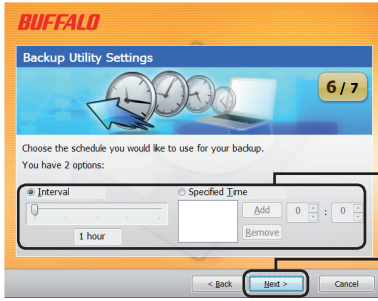 BUFFALO
Backup Utility Settings
6 / 7
Choose the schedule you would like to use for your backup.
You have 2 options:
Interval
Specified Time
1 hour
Add
0 : 0
Remove
< Back
Next >
Cancel